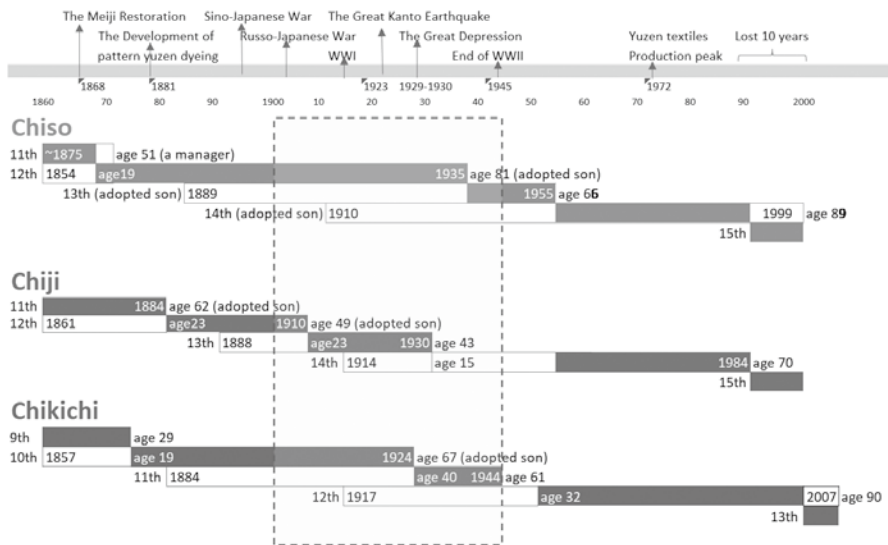 The Meiji Restoration Sino-Japanese War The Great Kanto Earthquake
The Development of Russo-Japanese War The Great Depression Yuzen textiles Lost 10 years
pattern yuzen dyeing WWI End of WWII Production peak
1868 1881 1923 1929-1930 1945 1972
1860 70 80 90 1900 10 20 30 40 50 60 70 80 90 2000
Chiso
11th ~1875 age 51 (a manager)
12th 1854 age19 1935 age 81 (adopted son)
13th (adopted son) 1889 1955 age 66
14th (adopted son) 1910 1999 age 89
15th
Chiji
11th 1884 age 62 (adopted son)
12th 1861 age23 1910 age 49 (adopted son)
13th 1888 age23 1930 age 43
14th 1914 age 15 1984 age 70
15th
Chikichi
9th age 29
10th 1857 age 19 1924 age 67 (adopted son)
11th 1884 age 40 1944 age 61
12th 1917 age 32 2007 age 90
13th